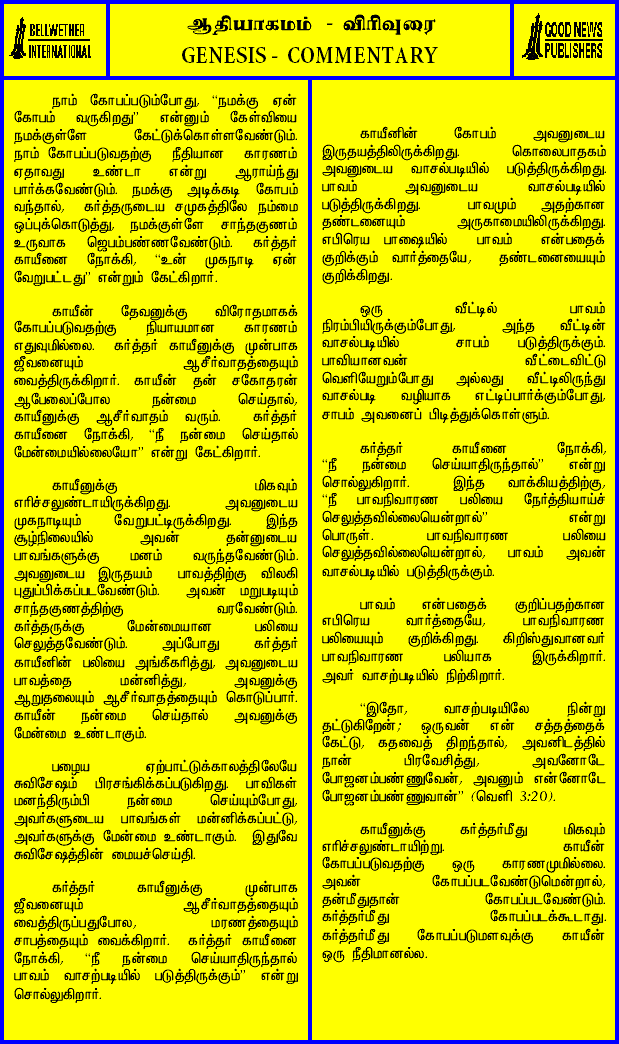 BELLWETHER
INTERNATIONAL
ஆதியாகமம் - விரிவுரை
GENESIS - COMMENTARY
GOOD NEWS
PUBLISHERS
நாம் கோபப்படும்போது, “நமக்கு ஏன்
கோபம் வருகிறது” என்னும் கேள்வியை
நமக்குள்ளே கேட்டுக்கொள்ளவேண்டும்.
நாம் கோபப்படுவதற்கு நீதியான காரணம்
ஏதாவது உண்டா என்று ஆராய்ந்து
பார்க்கவேண்டும். நமக்கு அடிக்கடி கோபம்
வந்தால், கர்த்தருடைய சமுகத்திலே நம்மை
ஒப்புக்கொடுத்து, நமக்குள்ளே சாந்தகுணம்
உருவாக ஜெபம்பண்ணவேண்டும். கர்த்தர்
காயீனை நோக்கி, “உன் முகநாடி ஏன்
வேறுபட்டது” என்றும் கேட்கிறார்.
காயீன் தேவனுக்கு விரோதமாகக்
கோபப்படுவதற்கு நியாயமான காரணம்
எதுவுமில்லை. கர்த்தர் காயீனுக்கு முன்பாக
ஜீவனையும் ஆசீர்வாதத்தையும்
வைத்திருக்கிறார். காயீன் தன் சகோதரன்
ஆபேலைப்போல நன்மை செய்தால்,
காயீனுக்கு ஆசீர்வாதம் வரும். கர்த்தர்
காயீனை நோக்கி, “நீ நன்மை செய்தால்
மேன்மையில்லையோ” என்று கேட்கிறார்.
காயீனுக்கு மிகவும்
எரிச்சலுண்டாயிருக்கிறது. அவனுடைய
முகநாடியும் வேறுபட்டிருக்கிறது. இந்த
சூழ்நிலையில் அவன் தன்னுடைய
பாவங்களுக்கு மனம் வருந்தவேண்டும்.
அவனுடைய இருதயம் பாவத்திற்கு விலகி
புதுப்பிக்கப்படவேண்டும். அவன் மறுபடியும்
சாந்தகுணத்திற்கு வரவேண்டும்.
கர்த்தருக்கு மேன்மையான பலியை
செலுத்தவேண்டும். அப்போது கர்த்தர்
காயீனின் பலியை அங்கீகரித்து, அவனுடைய
பாவத்தை மன்னித்து, அவனுக்கு
ஆறுதலையும் ஆசீர்வாதத்தையும் கொடுப்பார்.
காயீன் நன்மை செய்தால் அவனுக்கு
மேன்மை உண்டாகும்.
பழைய ஏற்பாட்டுக்காலத்திலேயே
சுவிசேஷம் பிரசங்கிக்கப்படுகிறது. பாவிகள்
மனந்திரும்பி நன்மை செய்யும்போது,
அவர்களுடைய பாவங்கள் மன்னிக்கப்பட்டு,
அவர்களுக்கு மேன்மை உண்டாகும். இதுவே
சுவிசேஷத்தின் மையச்செய்தி.
கர்த்தர் காயீனுக்கு முன்பாக
ஜீவனையும் ஆசீர்வாதத்தையும்
வைத்திருப்பதுபோல, மரணத்தையும்
சாபத்தையும் வைக்கிறார். கர்த்தர் காயீனை
நோக்கி, “நீ நன்மை செய்யாதிருந்தால்
பாவம் வாசற்படியில் படுத்திருக்கும்” என்று
சொல்லுகிறார்.
காயீனின் கோபம் அவனுடைய
இருதயத்திலிருக்கிறது. கொலைபாதகம்
அவனுடைய வாசல்படியில் படுத்திருக்கிறது.
பாவம் அவனுடைய வாசல்படியில்
படுத்திருக்கிறது. பாவமும் அதற்கான
தண்டனையும் அருகாமையிலிருக்கிறது.
எபிரெய பாஷையில் பாவம் என்பதைக்
குறிக்கும் வார்த்தையே, தண்டனையையும்
குறிக்கிறது.
ஒரு வீட்டில் பாவம்
நிரம்பியிருக்கும்போது, அந்த வீட்டின்
வாசல்படியில் சாபம் படுத்திருக்கும்.
பாவியானவன் வீட்டைவிட்டு
வெளியேறும்போது அல்லது வீட்டிலிருந்து
வாசல்படி வழியாக எட்டிப்பார்க்கும்போது,
சாபம் அவனைப் பிடித்துக்கொள்ளும்.
கர்த்தர் காயீனை நோக்கி,
“நீ நன்மை செய்யாதிருந்தால்” என்று
சொல்லுகிறார். இந்த வாக்கியத்திற்கு,
“நீ பாவநிவாரண பலியை நேர்த்தியாய்ச்
செலுத்தவில்லையென்றால்” என்று
பொருள். பாவநிவாரண பலியை
செலுத்தவில்லையென்றால், பாவம் அவன்
வாசல்படியில் படுத்திருக்கும்.
பாவம் என்பதைக் குறிப்பதற்கான
எபிரெய வார்த்தையே, பாவநிவாரண
பலியையும் குறிக்கிறது. கிறிஸ்துவானவர்
பாவநிவாரண பலியாக இருக்கிறார்.
அவர் வாசற்படியில் நிற்கிறார்.
“இதோ, வாசற்படியிலே நின்று
தட்டுகிறேன்; ஒருவன் என் சத்தத்தைக்
கேட்டு, கதவைத் திறந்தால், அவனிடத்தில்
நான் பிரவேசித்து, அவனோடே
போஜனம்பண்ணுவேன், அவனும் என்னோடே
போஜனம்பண்ணுவான்” (வெளி 3:20).
காயீனுக்கு கர்த்தர்மீது மிகவும்
எரிச்சலுண்டாயிற்று. காயீன்
கோபப்படுவதற்கு ஒரு காரணமுமில்லை.
அவன் கோபப்படவேண்டுமென்றால்,
தன்மீதுதான் கோபப்படவேண்டும்.
கர்த்தர்மீது கோபப்படக்கூடாது.
கர்த்தர்மீது கோபப்படுமளவுக்கு காயீன்
ஒரு நீதிமானல்ல.